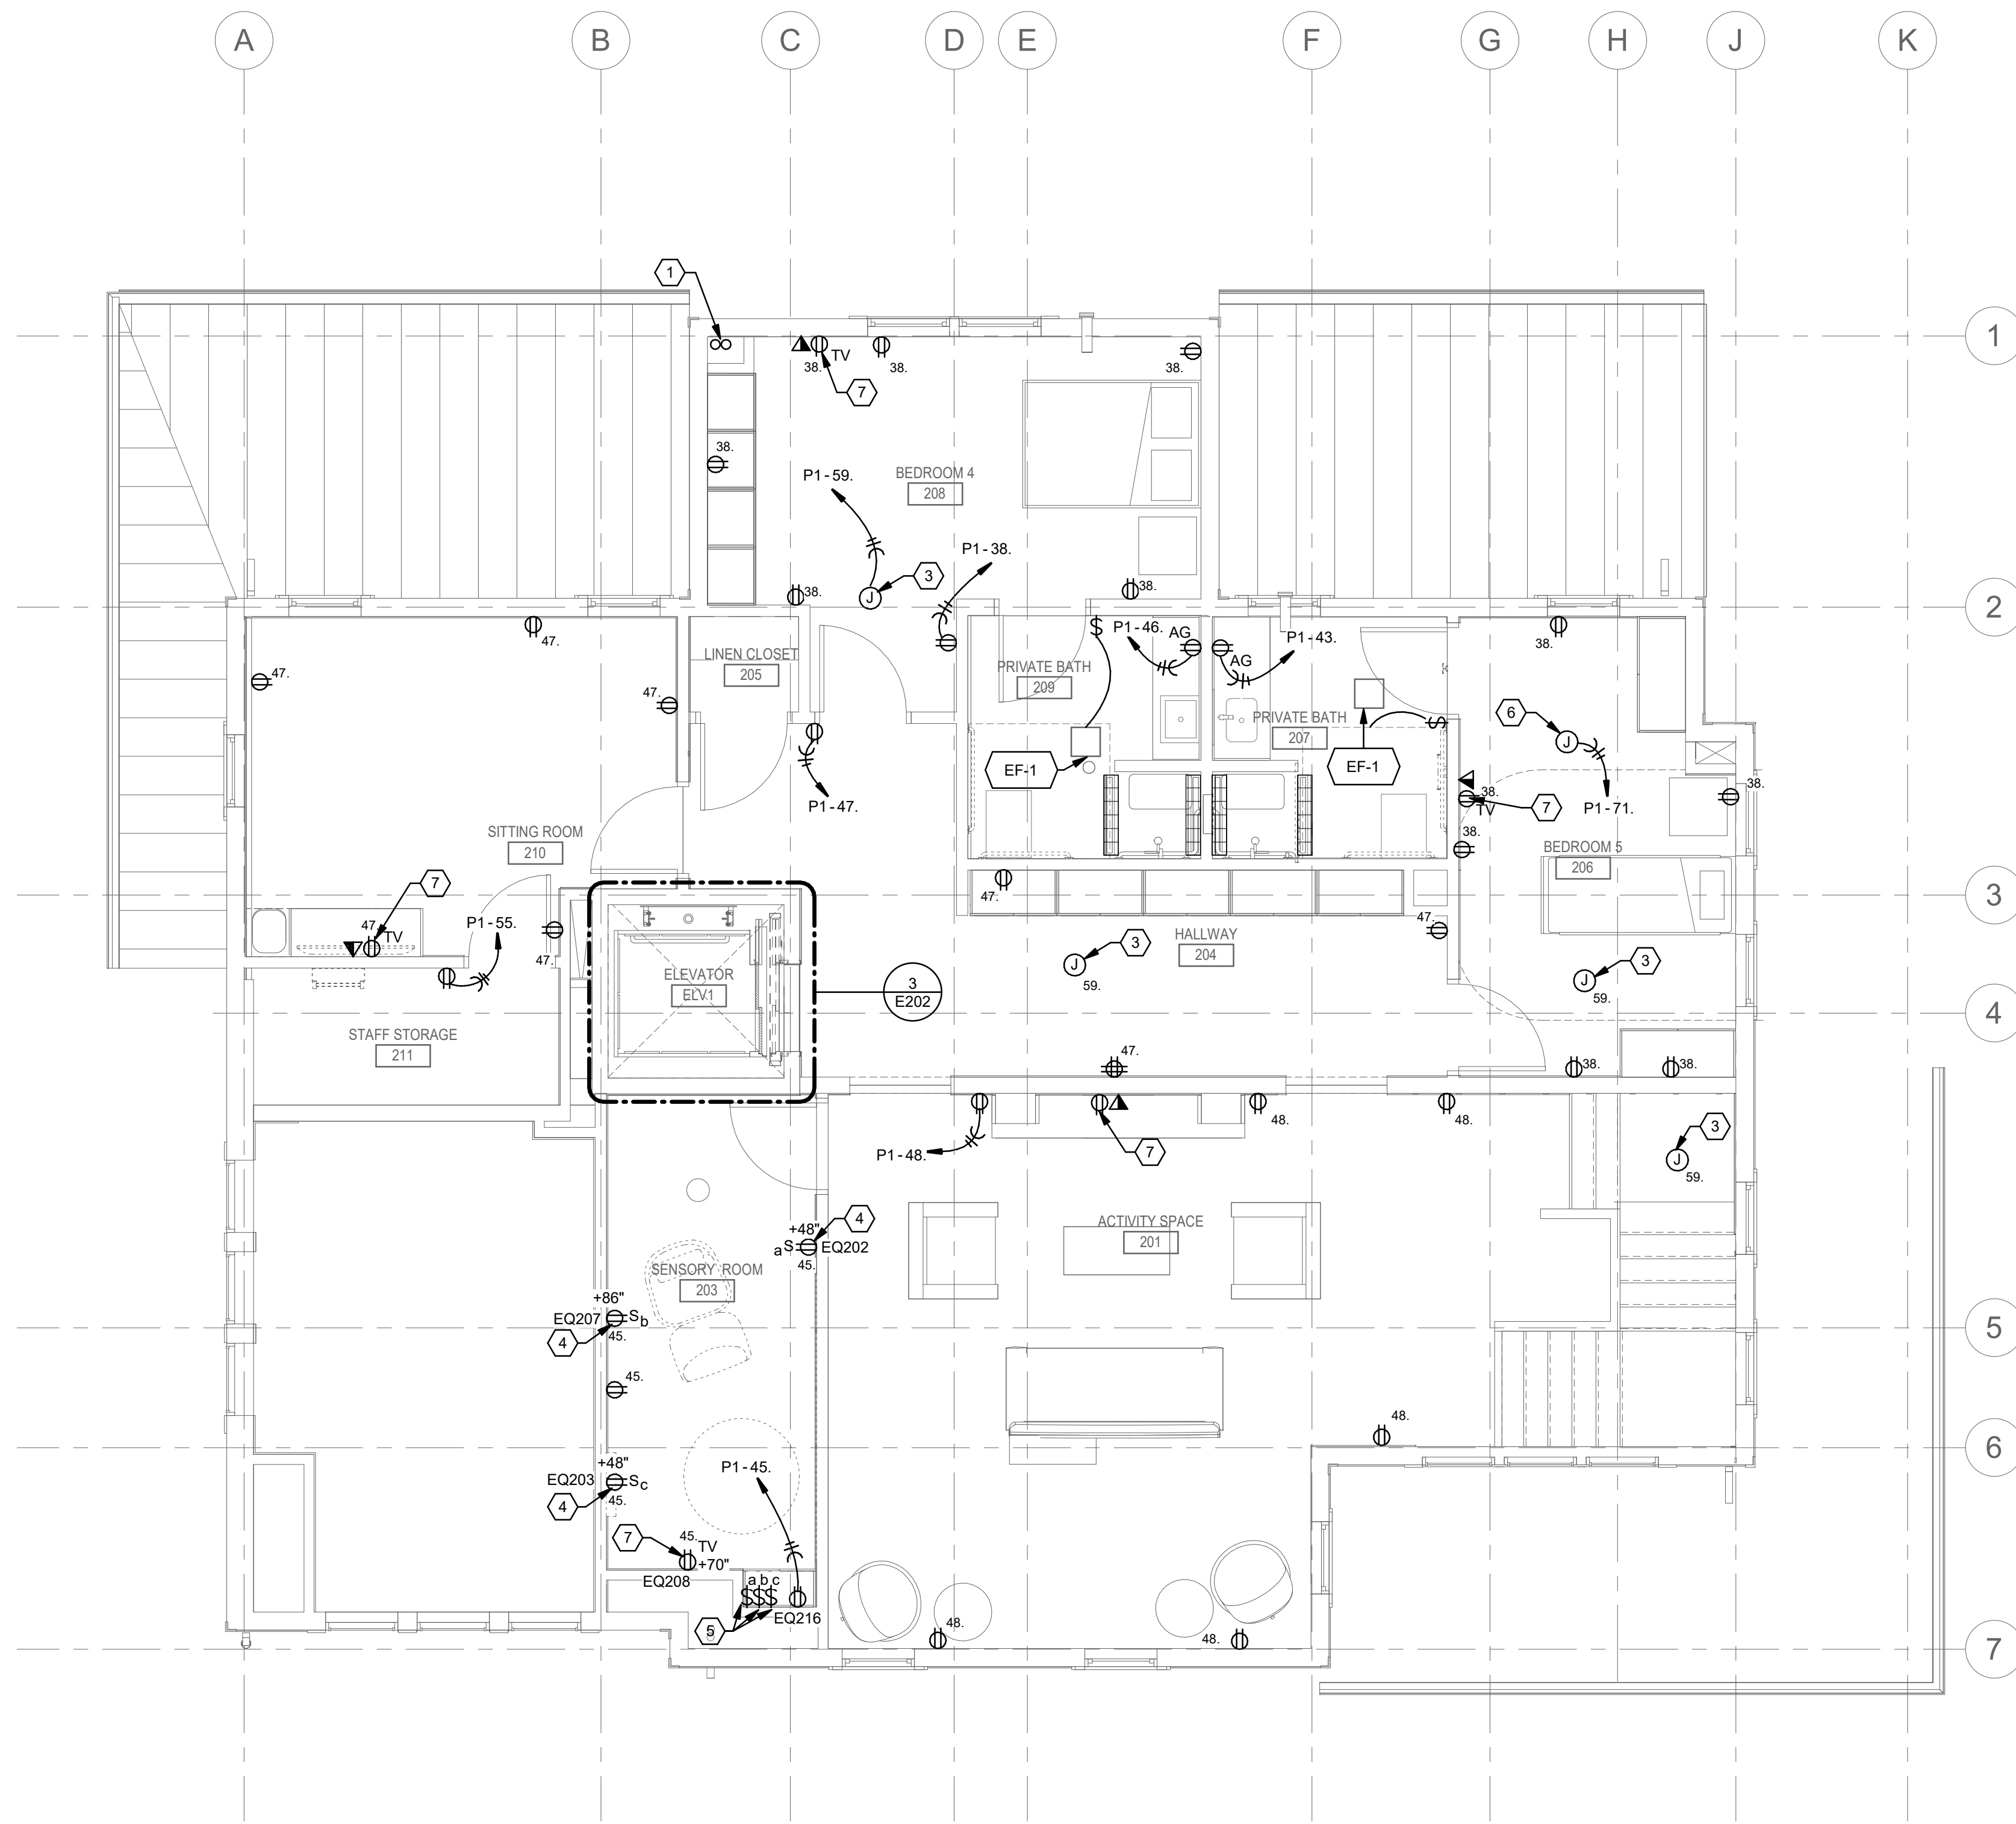 A B C D E F G H J K
1
1
TV
38.
38.
38.
7
38.
P1-59.
BEDROOM 4
208
P1-38.
3
38.
38.
2
47.
P1-46.
AG
P1-43.
AG
38.
LINEN CLOSET
205
PRIVATE BATH
209
47.
47.
6
PRIVATE BATH
207
EF-1
EF-1
38.
TV
7
P1-71.
38.
P1-47.
38.
SITTING ROOM
210
BEDROOM 5
206
7
47.
3
47.
TV
P1-55.
47.
HALLWAY
204
3
47.
3
ELEVATOR
ELV1
3
E202
59.
59.
4
STAFF STORAGE
211
47.
38.
38.
48.
48.
P1-48.
7
3
59.
+48"
4
a S
EQ202
45.
ACTIVITY SPACE
201
SENSORY ROOM
203
+86"
EQ207
S b
4
45.
5
45.
48.
6
+48"
EQ203
S c
4
45.
P1-45.
7
45.
TV
+70"
EQ208
a b c
$$$
EQ216
5
48.
48.
7